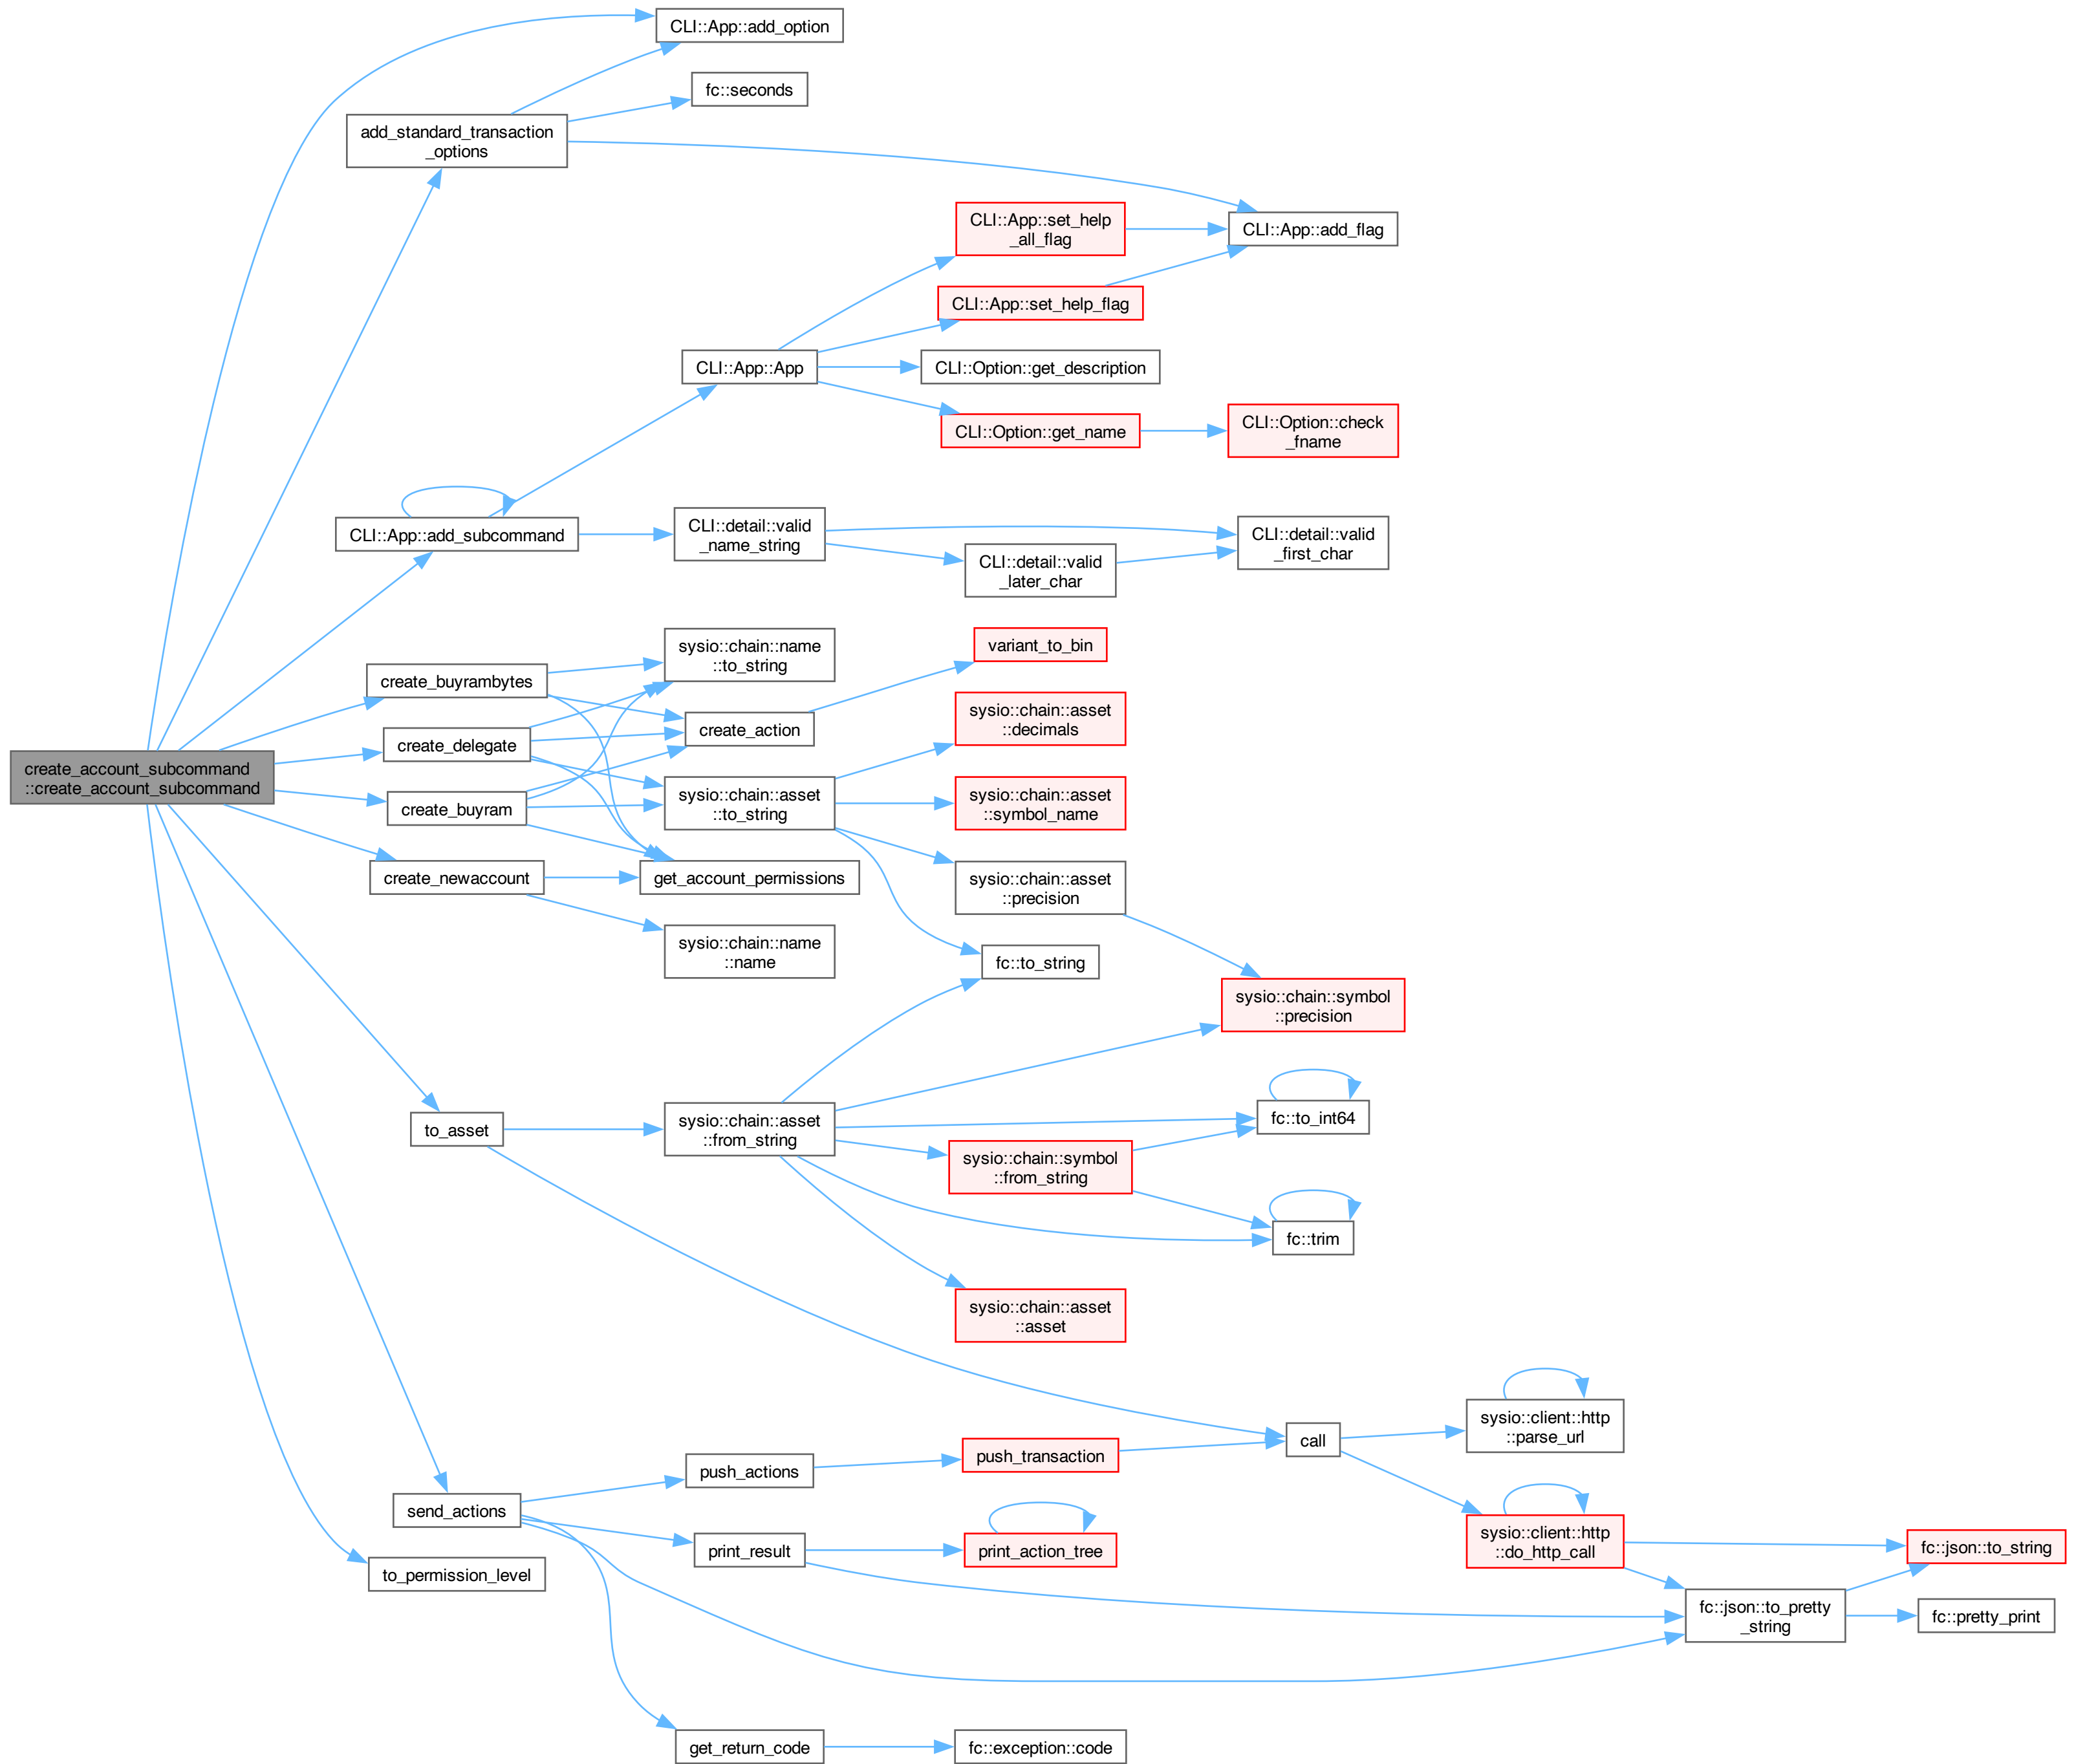 CLI::App::add_option
fc::seconds
add_standard_transaction
_options
CLI::App::set_help
_all_flag
CLI::App::add_flag
CLI::App::set_help_flag
CLI::App::App
CLI::Option::get_description
CLI::Option::get_name
CLI::Option::check
_fname
CLI::App::add_subcommand
CLI::detail::valid
_name_string
CLI::detail::valid
_later_char
CLI::detail::valid
_first_char
sysio::chain::name
::to_string
variant_to_bin
create_buyrambytes
create_action
sysio::chain::asset
::decimals
create_delegate
create_account_subcommand
::create_account_subcommand
create_buyram
sysio::chain::asset
::to_string
sysio::chain::asset
::symbol_name
create_newaccount
get_account_permissions
sysio::chain::asset
::precision
sysio::chain::name
::name
fc::to_string
sysio::chain::symbol
::precision
to_asset
sysio::chain::asset
::from_string
fc::to_int64
sysio::chain::symbol
::from_string
fc::trim
sysio::chain::asset
::asset
call
sysio::client::http
::parse_url
push_actions
push_transaction
send_actions
print_result
print_action_tree
sysio::client::http
::do_http_call
fc::json::to_string
to_permission_level
fc::json::to_pretty
_string
fc::pretty_print
get_return_code
fc::exception::code